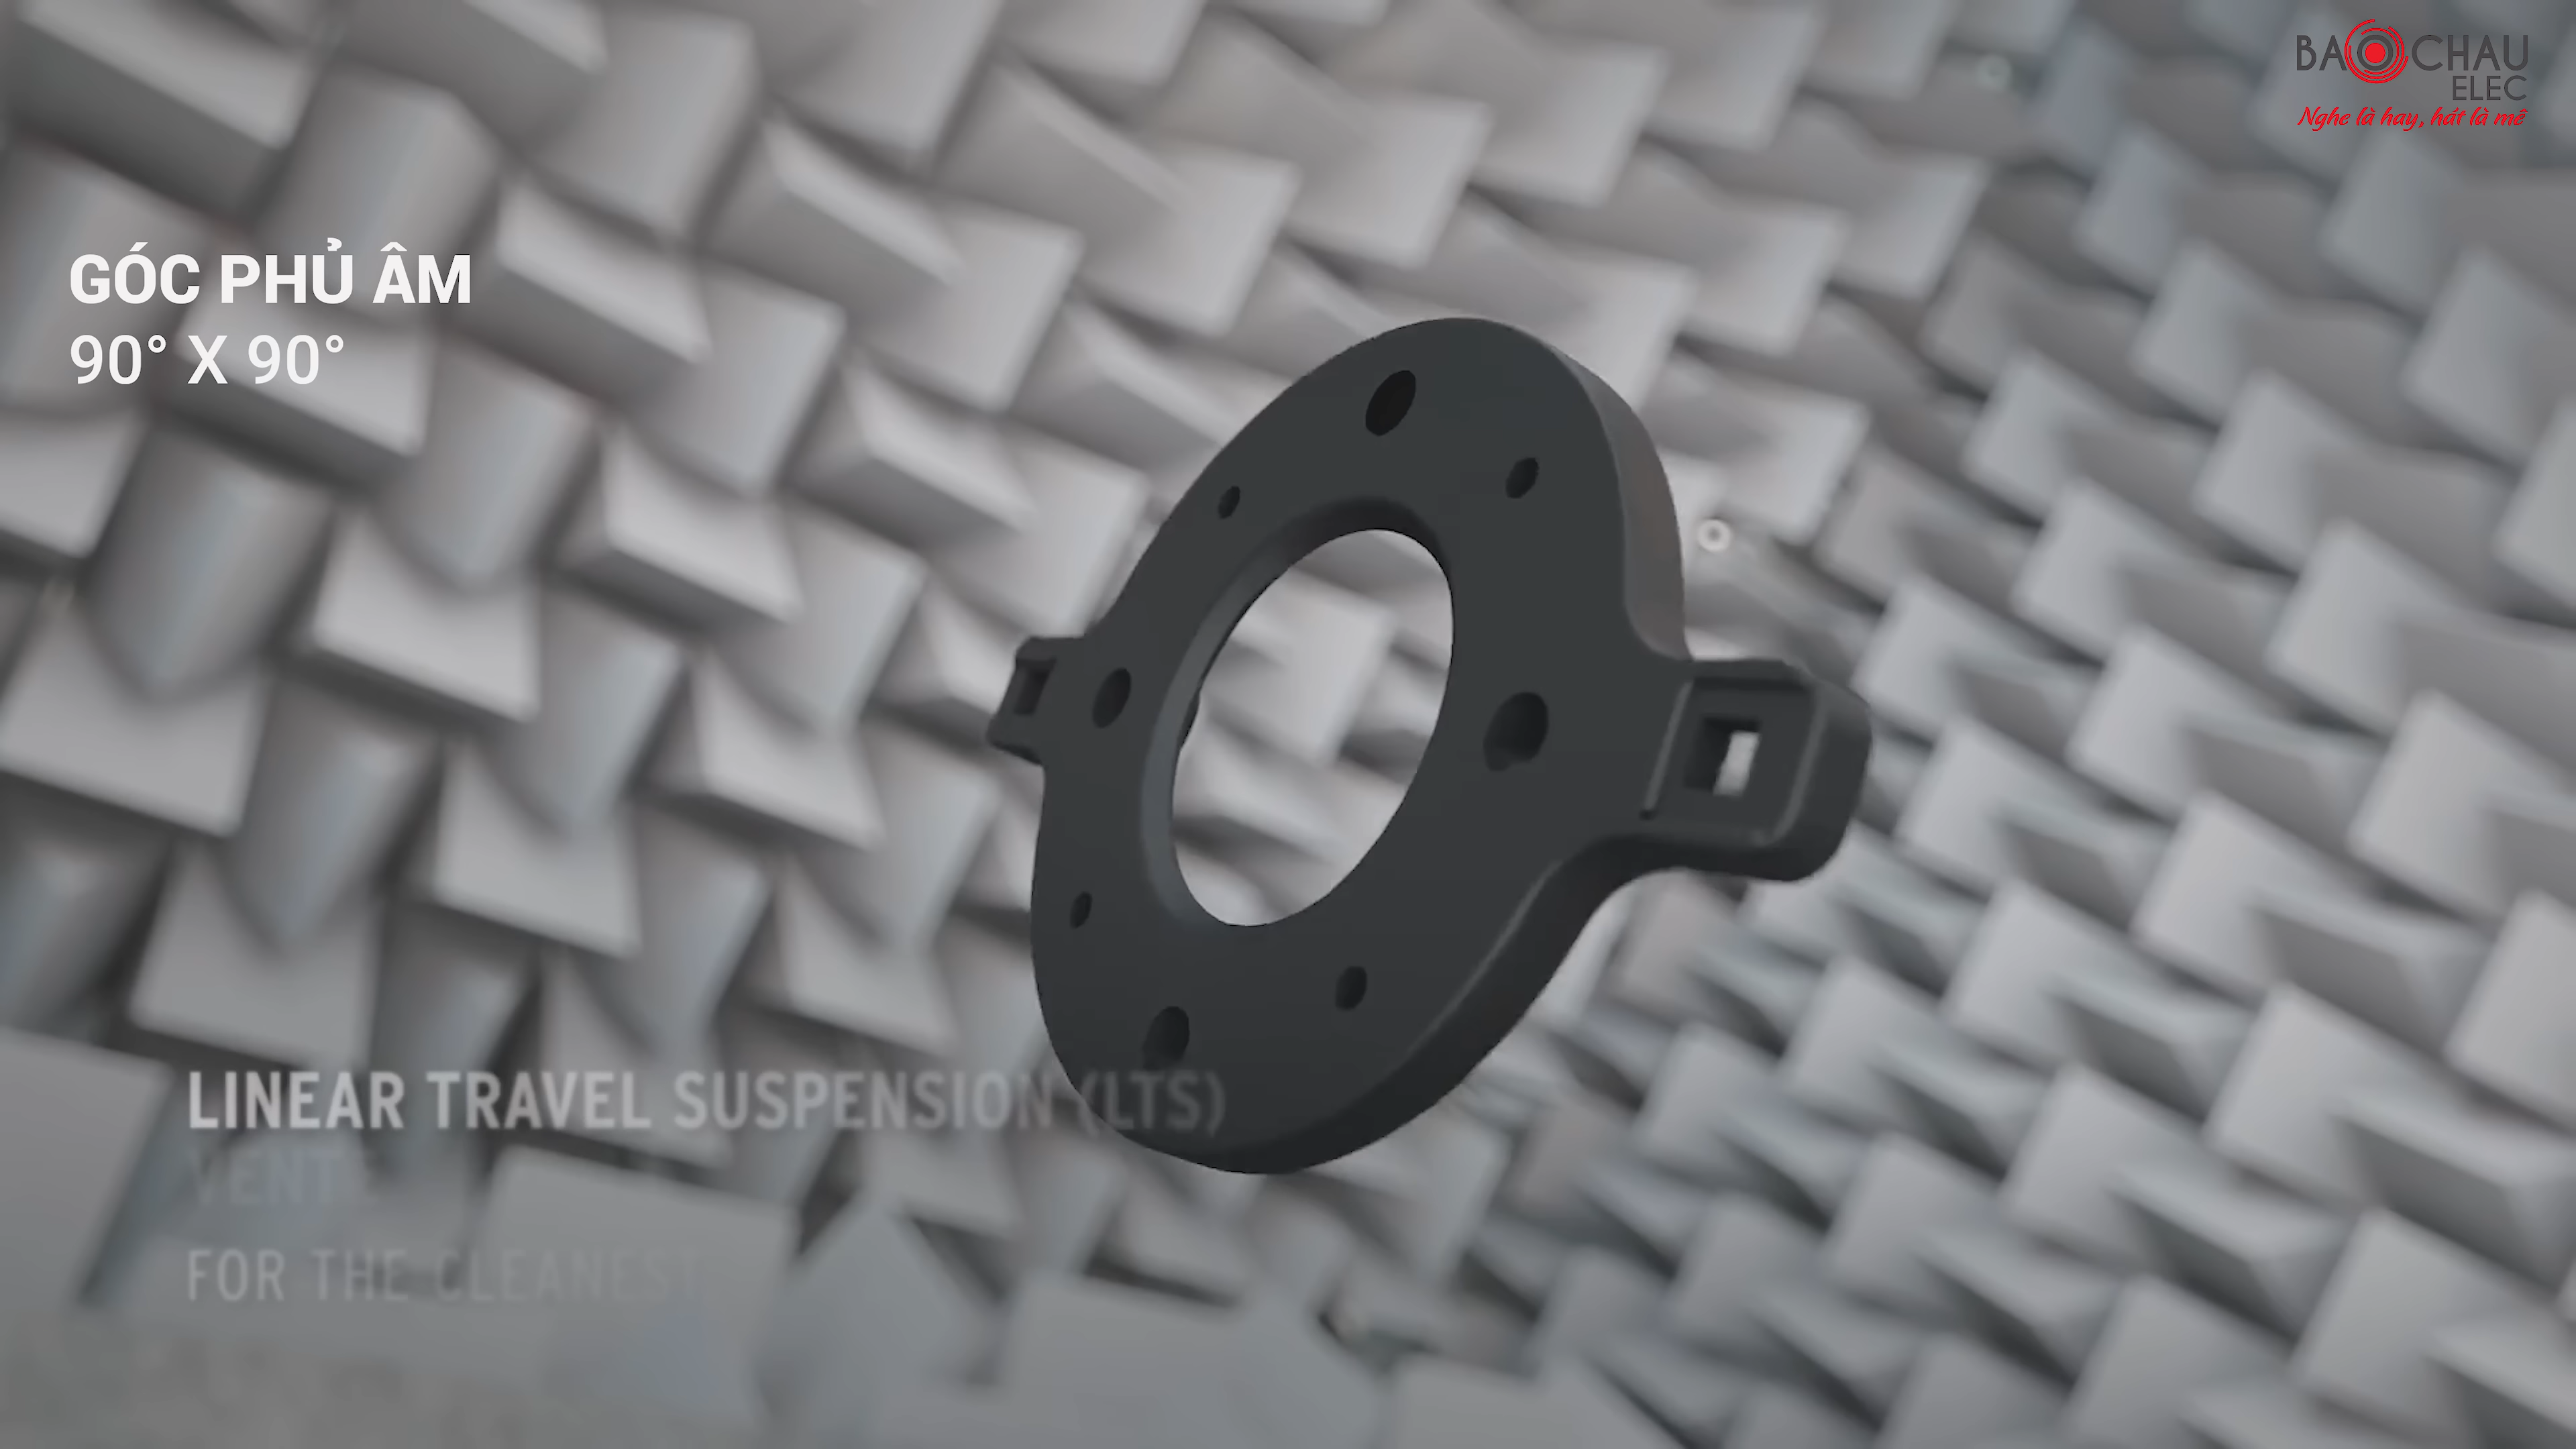 BAOCHAU
ELEC
Nghe là hay, hát là mê
GÓC PHỦ ÂM
90° X 90°
LINEAR TRAVEL SUSPENSION (LTS)
FOR THE CLEANEST